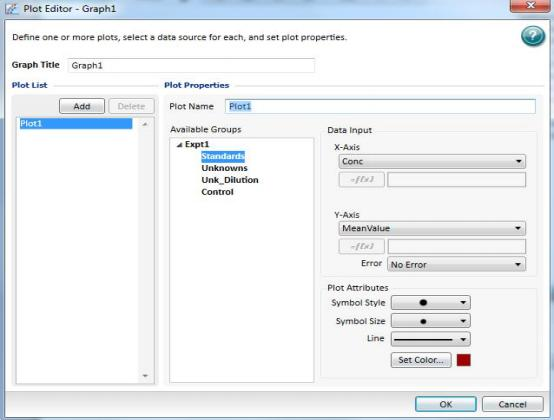 Plot Editor - Graph1
Define one or more plots, select a data source for each, and set plot properties.
Graph Title Graph1
Plot List
Add Delete
Plot1
Plot Properties
Plot Name Plot1
Available Groups
Expt1
Standards
Unknowns
Unk_Dilution
Control
Data Input
X-Axis
Conc
=f[x]
Y-Axis
MeanValue
=f[x]
Error No Error
Plot Attributes
Symbol Style
Symbol Size
Line
Set Color...
OK Cancel